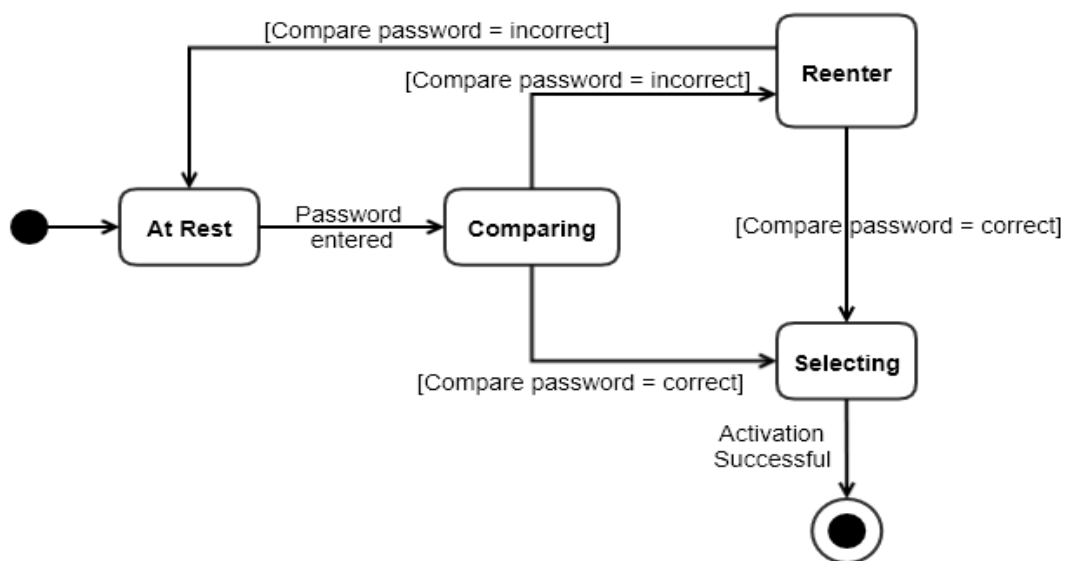 [Compare password = incorrect]
Reenter
[Compare password = incorrect]
At Rest
Password
entered
Comparing
[Compare password = correct]
Selecting
[Compare password = correct]
Activation
Successful